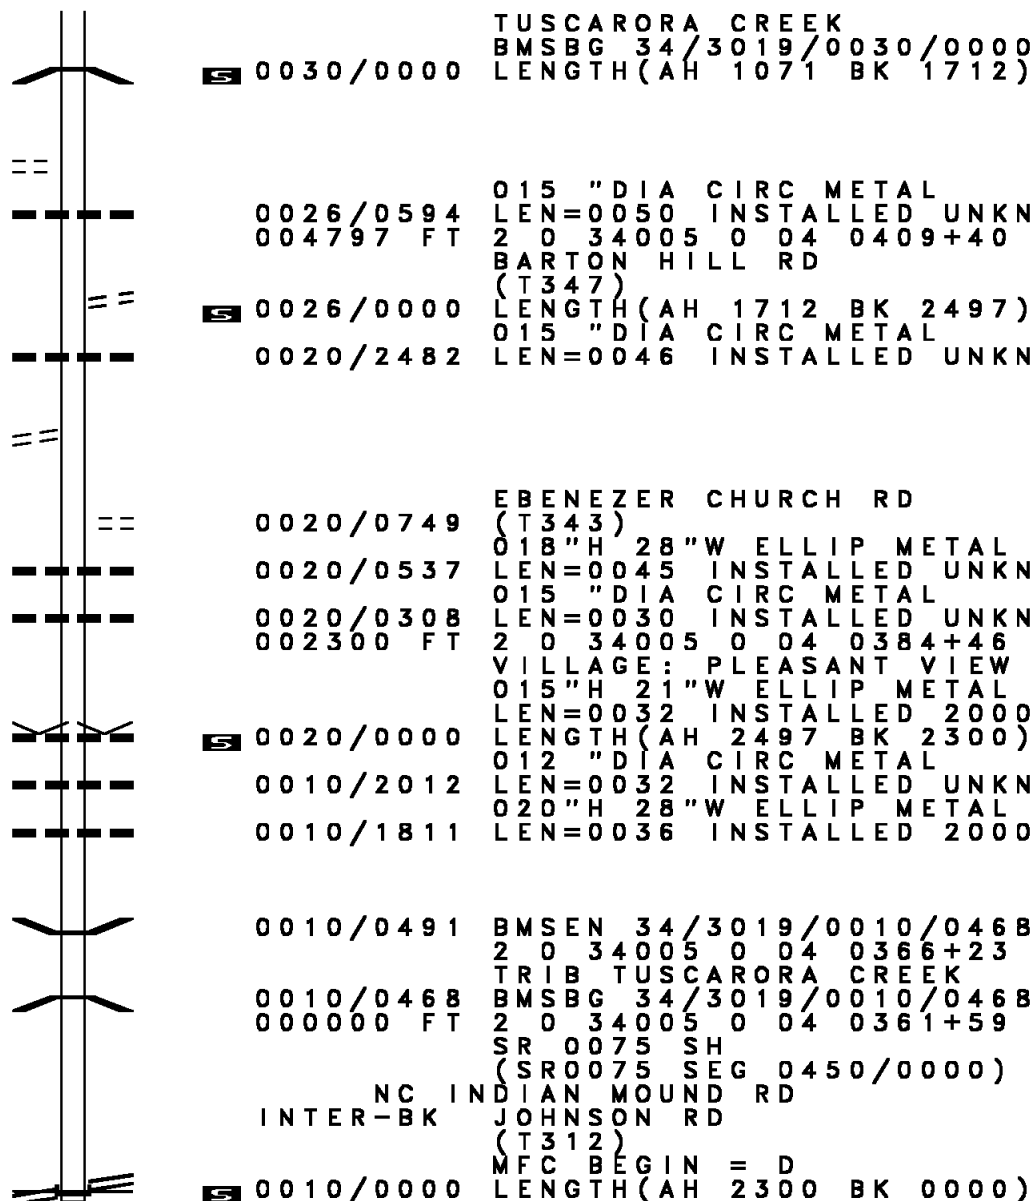 TUSCARORA CREEK
BMSBG 34/3019/0030/0000
S 0030/0000 LENGTH(AH 1071 BK 1712)
015 "DIA CIRC METAL
0026/0594 LEN=0050 INSTALLED UNKN
004797 FT 2 0 34005 0 04 0409+40
BARTON HILL RD
(T347)
S 0026/0000 LENGTH(AH 1712 BK 2497)
015 "DIA CIRC METAL
0020/2482 LEN=0046 INSTALLED UNKN
EBENEZER CHURCH RD
0020/0749 (T343)
018"H 28"W ELLIP METAL
0020/0537 LEN=0045 INSTALLED UNKN
015 "DIA CIRC METAL
0020/0308 LEN=0030 INSTALLED UNKN
002300 FT 2 0 34005 0 04 0384+46
VILLAGE: PLEASANT VIEW
015"H 21"W ELLIP METAL
LEN=0032 INSTALLED 2000
S 0020/0000 LENGTH(AH 2497 BK 2300)
012 "DIA CIRC METAL
0010/2012 LEN=0032 INSTALLED UNKN
020"H 28"W ELLIP METAL
0010/1811 LEN=0036 INSTALLED 2000
0010/0491 BMSEN 34/3019/0010/0468
2 0 34005 0 04 0366+23
TRIB TUSCARORA CREEK
0010/0468 BMSBG 34/3019/0010/0468
000000 FT 2 0 34005 0 04 0361+59
SR 0075 SH
(SR0075 SEG 0450/0000)
NC INDIAN MOUND RD
INTER-BK JOHNSON RD
(T312)
MFC BEGIN = D
S 0010/0000 LENGTH(AH 2300 BK 0000)